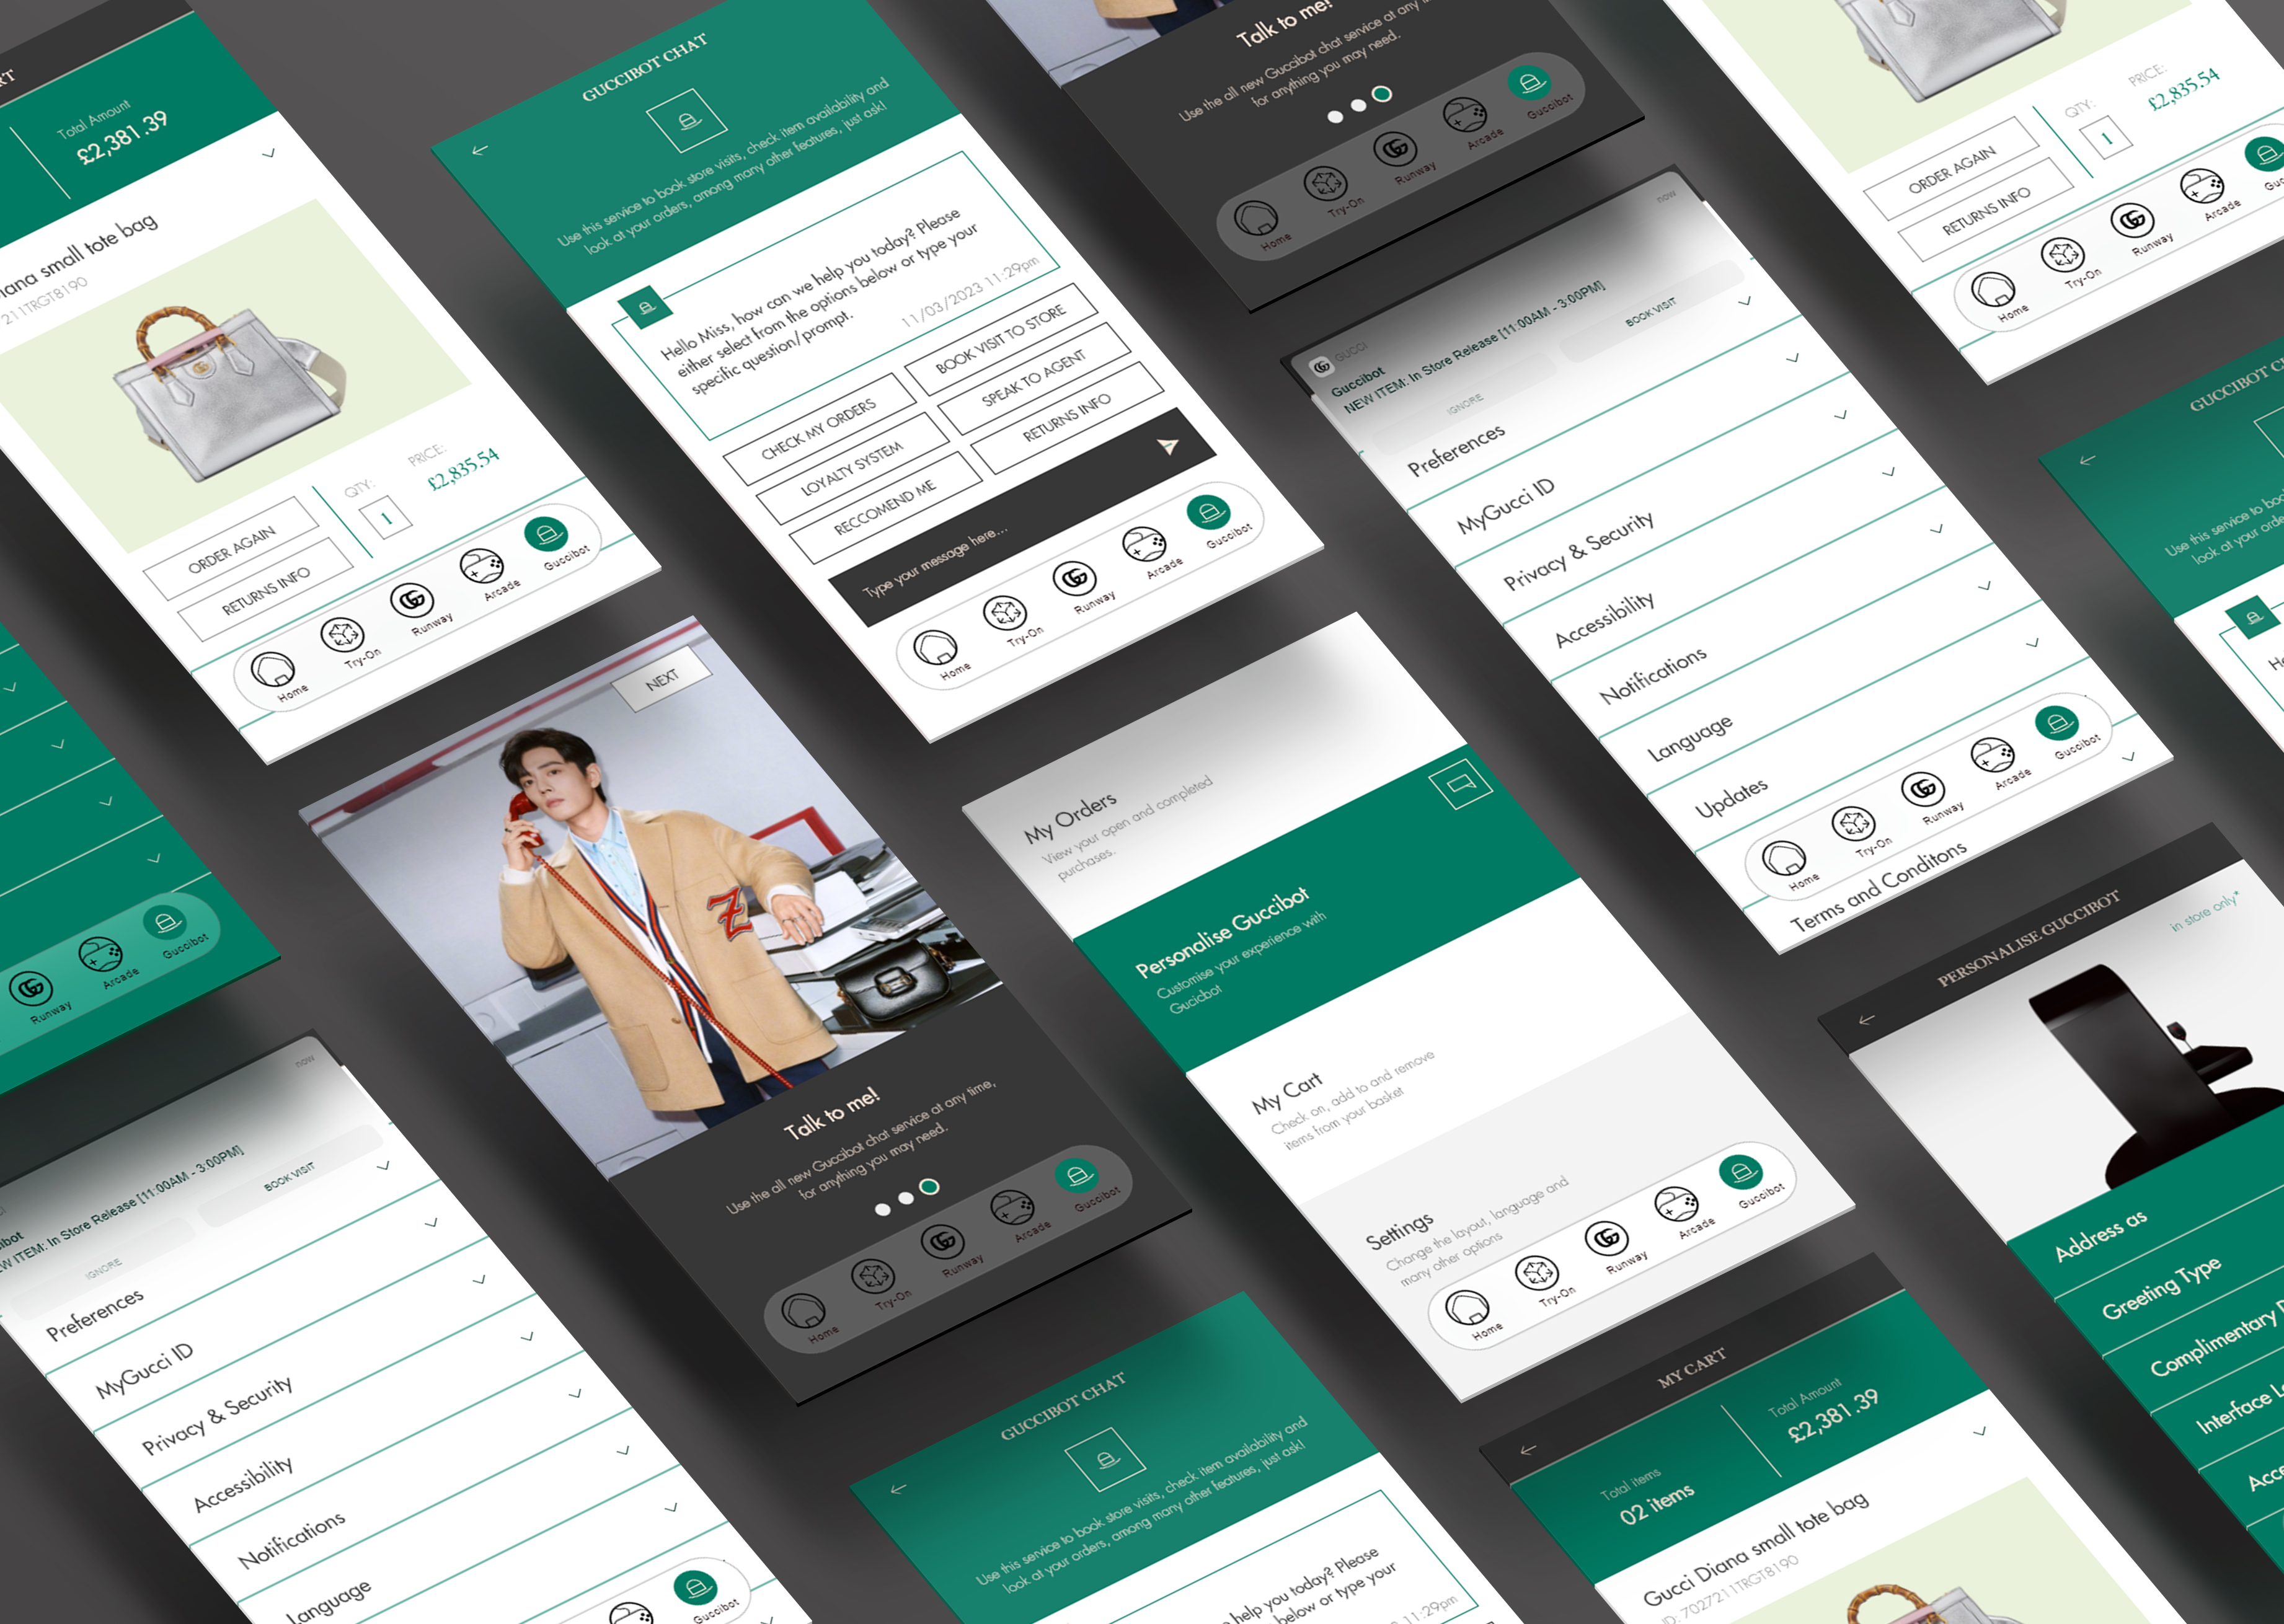 RT
Total Amount
£2,381.39
iana small tote bag
211TRGT8190
ORDER AGAIN
RETURNS INFO
QTY:
1
PRICE:
£2,835.54
Home
Try-On
Runway
Arcade
Guccibot
GUCCIBOT CHAT
Use this service to book store visits, check item availability and
look at your orders, among many other features, just ask!
Hello Miss, how can we help you today? Please
either select from the options below or type your
specific question/prompt.
11/03/2023 11:29pm
CHECK MY ORDERS
BOOK VISIT TO STORE
LOYALTY SYSTEM
SPEAK TO AGENT
RECCOMEND ME
RETURNS INFO
Type your message here...
Home
Try-On
Runway
Arcade
Guccibot
Talk to me!
Use the all new Guccibot chat service at any
for anything you may need.
Home
Try-On
Runway
Arcade
Guccibot
ORDER AGAIN
RETURNS INFO
QTY:
1
PRICE:
£2,835.54
Home
Try-On
Runway
Arcade
Guc
GUCCI
now
Guccibot
NEW ITEM: In Store Release [11:00AM - 3:00PM]
IGNORE
BOOK VISIT
Preferences
MyGucci ID
Privacy & Security
Accessibility
Notifications
Language
Updates
Terms and Conditons
Home
Try-On
Runway
Arcade
Guccibot
GUCCIBOT C
Use this service to boo
look at your orde
He
Runway
Arcade
Guccibot
NEXT
Talk to me!
Use the all new Guccibot chat service at any time,
for anything you may need.
Home
Try-On
Runway
Arcade
Guccibot
My Orders
View your open and completed
purchases.
Personalise Guccibot
Customise your experience with
Gucicbot
My Cart
Check on, add to and remove
items from your basket
Settings
Change the layout, language and
many other options
Home
Try-On
Runway
Arcade
Guccibot
PERSONALISE GUCCIBOT
in store only*
Address as
Greeting Type
Complimentary
Interface L
Acce
now
ibot
W ITEM: In Store Release [11:00AM - 3:00PM]
IGNORE
BOOK VISIT
Preferences
MyGucci ID
Privacy & Security
Accessibility
Notifications
Language
Guccibot
GUCCIBOT CHAT
Use this service to book store visits, check item availability and
look at your orders, among many other features, just ask!
help you today? Please
below or type your
11:29pm
MY CART
Total items
02 items
Total Amount
£2,381.39
Gucci Diana small tote bag
ID: 7027211TRGT8190